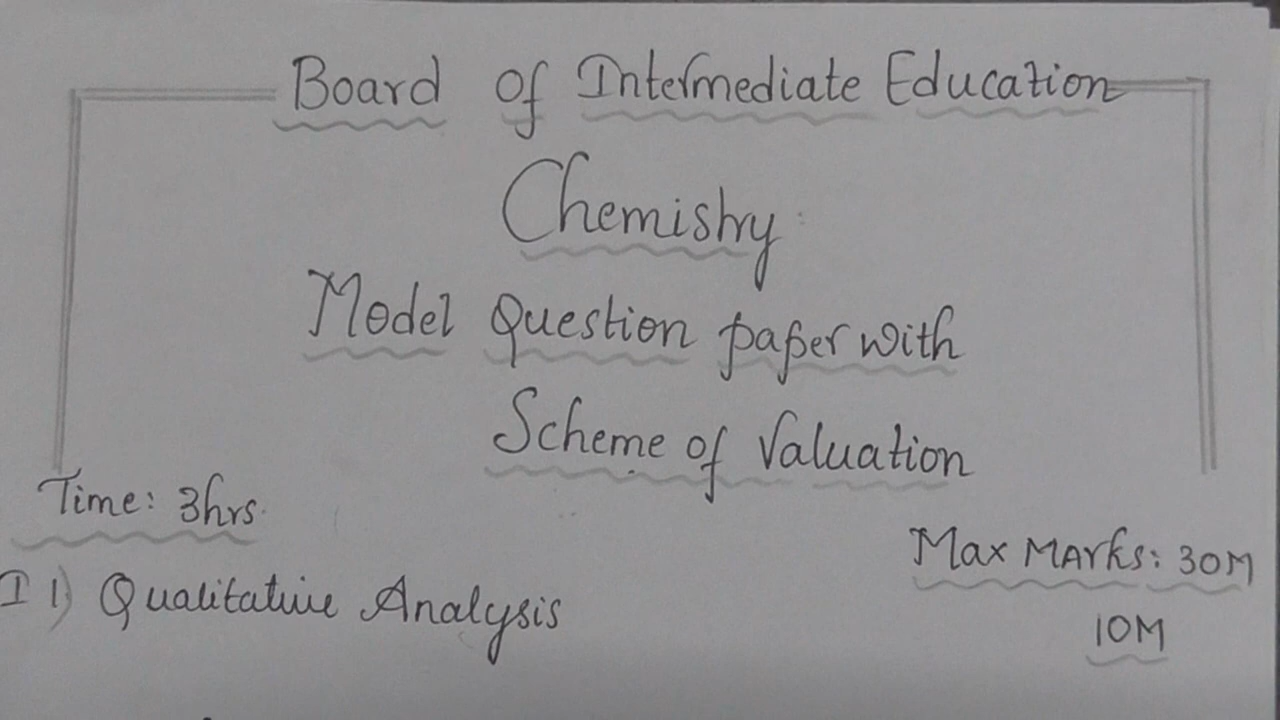 Board of Intermediate Education
Chemistry
Model Question paper with
Scheme of Valuation
Time: 3hrs.
Max MARks: 30M
I 1) Qualitative Analysis
10M